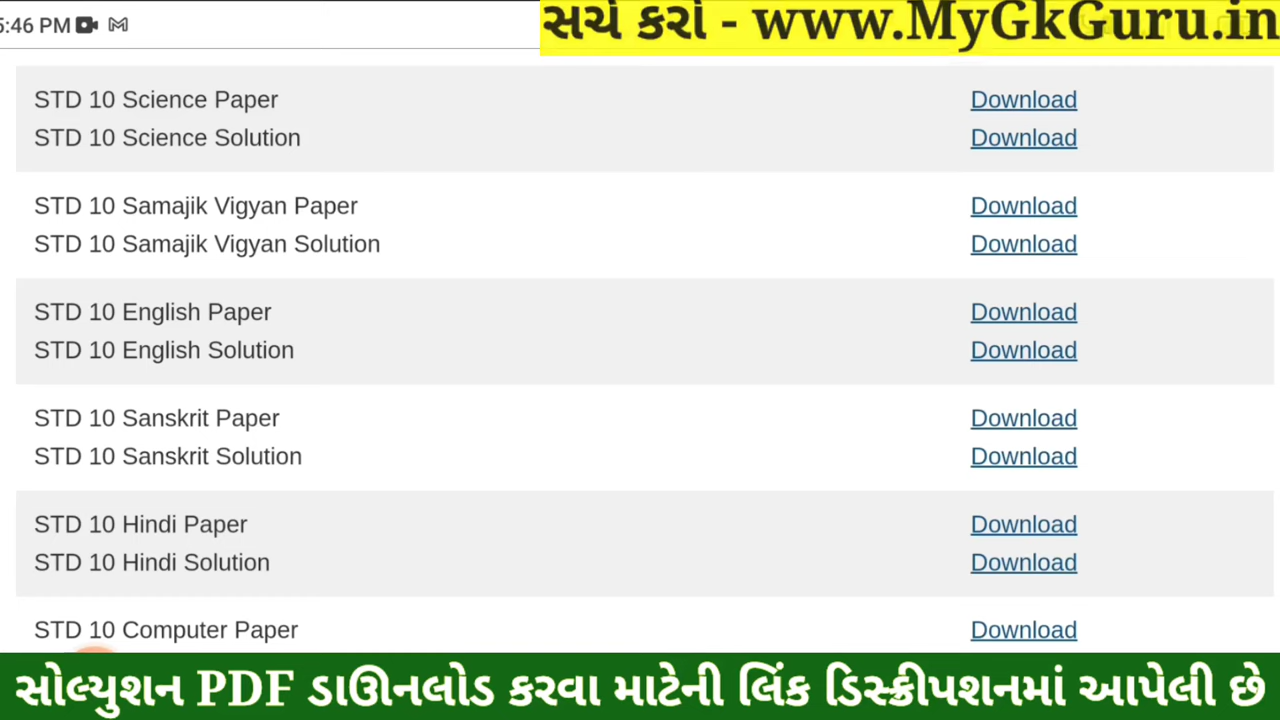 5:46 PM
સર્ચ કરો - www.MyGkGuru.in
STD 10 Science Paper Download
STD 10 Science Solution Download
STD 10 Samajik Vigyan Paper Download
STD 10 Samajik Vigyan Solution Download
STD 10 English Paper Download
STD 10 English Solution Download
STD 10 Sanskrit Paper Download
STD 10 Sanskrit Solution Download
STD 10 Hindi Paper Download
STD 10 Hindi Solution Download
STD 10 Computer Paper Download
સોલ્યુશન PDF ડાઊનલોડ કરવા માટેની લિંક ડિસ્ક્રીપશનમાં આપેલી છે